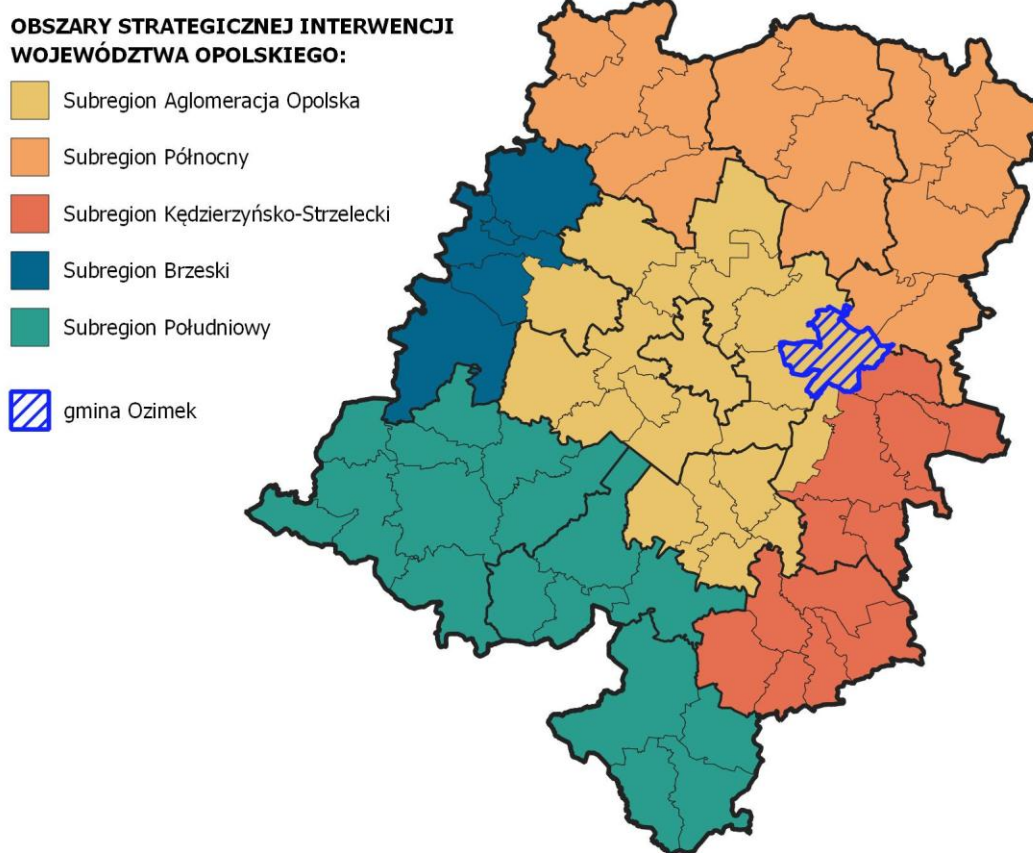 OBSZARY STRATEGICZNEJ INTERWENCJI
WOJEWÓDZTWA OPOLSKIEGO:
Subregion Aglomeracja Opolska
Subregion Północny
Subregion Kędzierzyńsko-Strzelecki
Subregion Brzeski
Subregion Południowy
gmina Ozimek